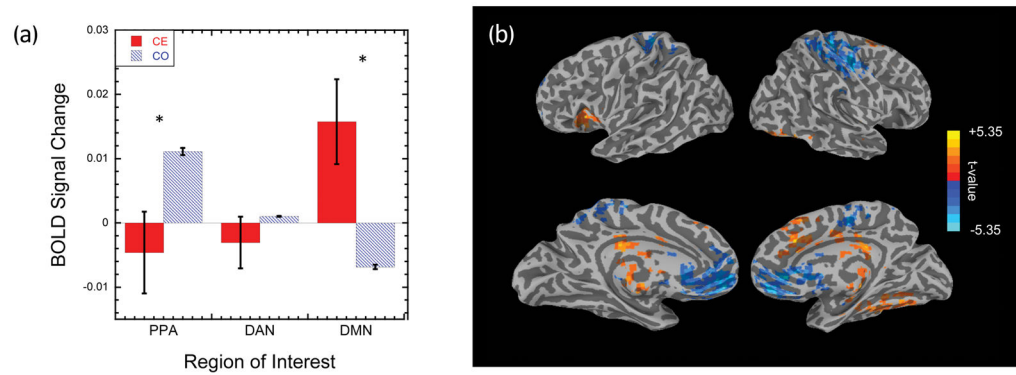 (a)
CE
CO
0.03
0.02
0.01
0
-0.01
*
*
BOLD Signal Change
PPA DAN DMN
Region of Interest
(b)
+5.35
t-value
-5.35